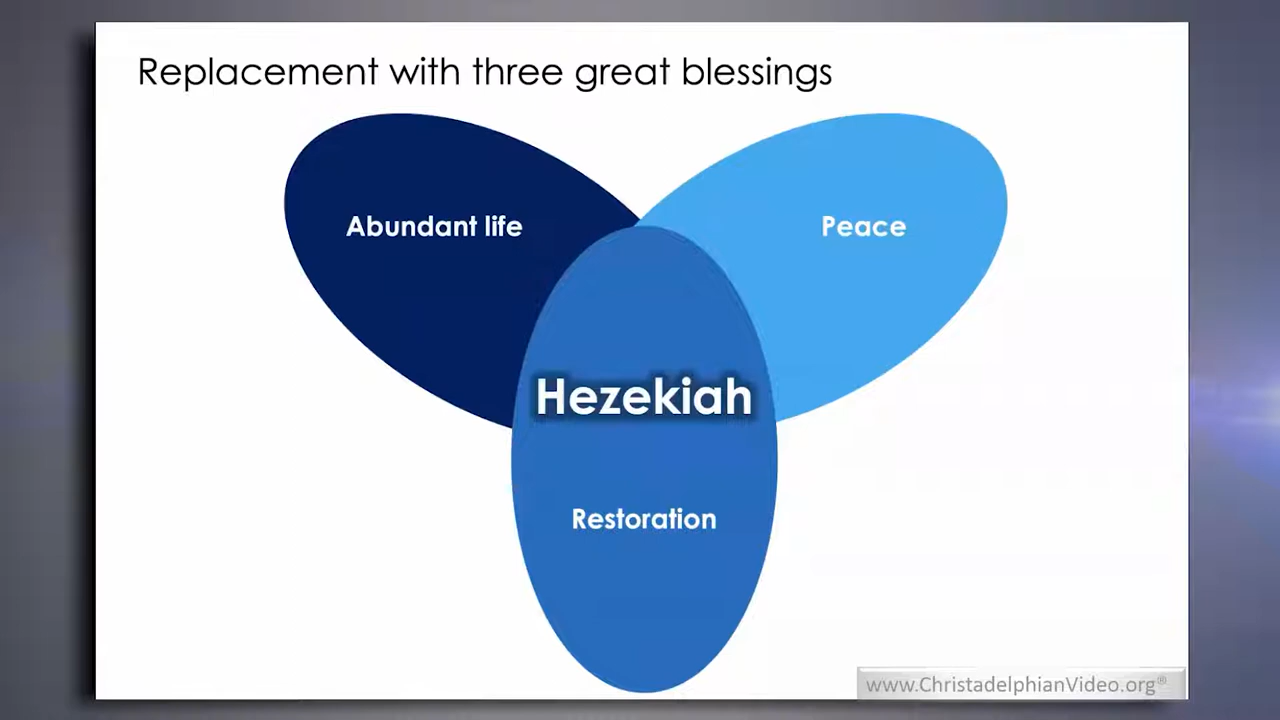 Replacement with three great blessings
Abundant life
Peace
Hezekiah
Restoration
www.ChristadelphianVideo.org®